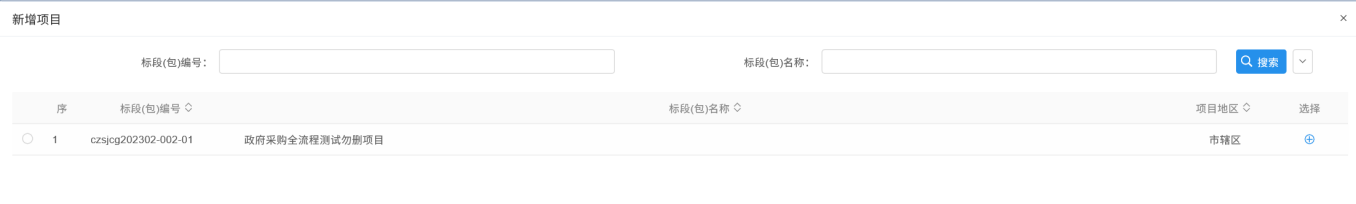 新增项目 ×
标段(包)编号： 标段(包)名称： 搜索
序 标段(包)编号 标段(包)名称 项目地区 选择
1 czsjcg202302-002-01 政府采购全流程测试勿删项目 市辖区